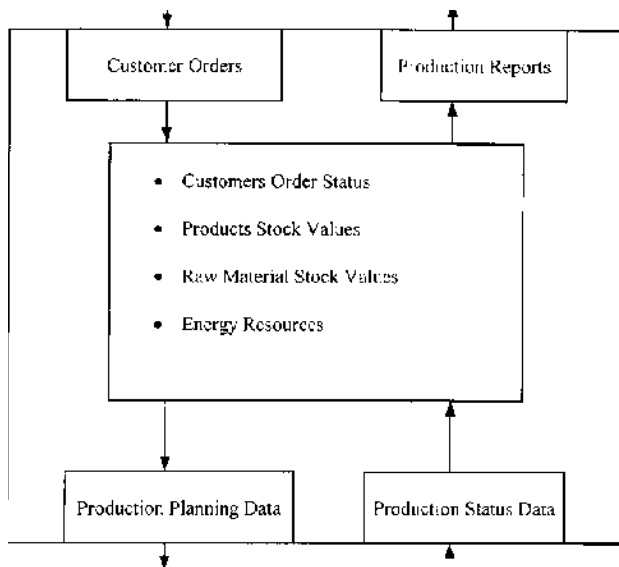 Customer Orders
Production Reports
• Customers Order Status
• Products Stock Values
• Raw Material Stock Values
• Energy Resources
Production Planning Data
Production Status Data